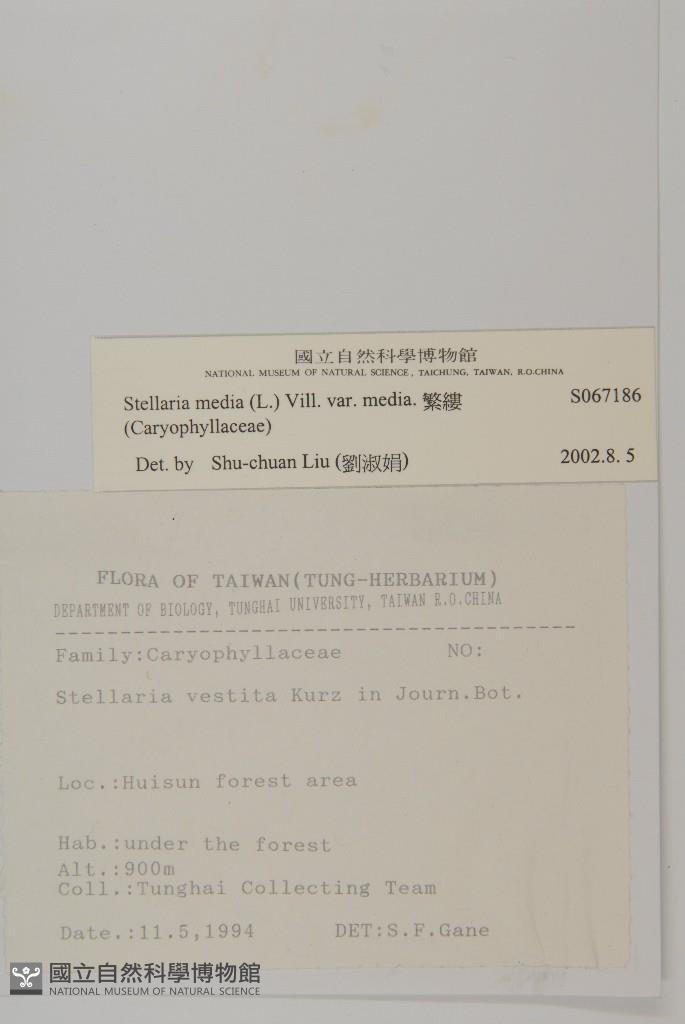 國立自然科學博物館
NATIONAL MUSEUM OF NATURAL SCIENCE, TAICHUNG, TAIWAN, R.O.CHINA
Stellaria media (L.) Vill. var. media. 繁縷 S067186
(Caryophyllaceae)
Det. by Shu-chuan Liu (劉淑娟) 2002.8. 5
FLORA OF TAIWAN(TUNG-HERBARIUM)
DEPARTMENT OF BIOLOGY, TUNGHAI UNIVERSITY, TAIWAN R.O.CHINA
Family:Caryophyllaceae NO:
Stellaria vestita Kurz in Journ.Bot.
Loc.:Huisun forest area
Hab.:under the forest
Alt.:900m
Coll.:Tunghai Collecting Team
Date.:11.5,1994 DET:S.F.Gane
國立自然科學博物館
NATIONAL MUSEUM OF NATURAL SCIENCE